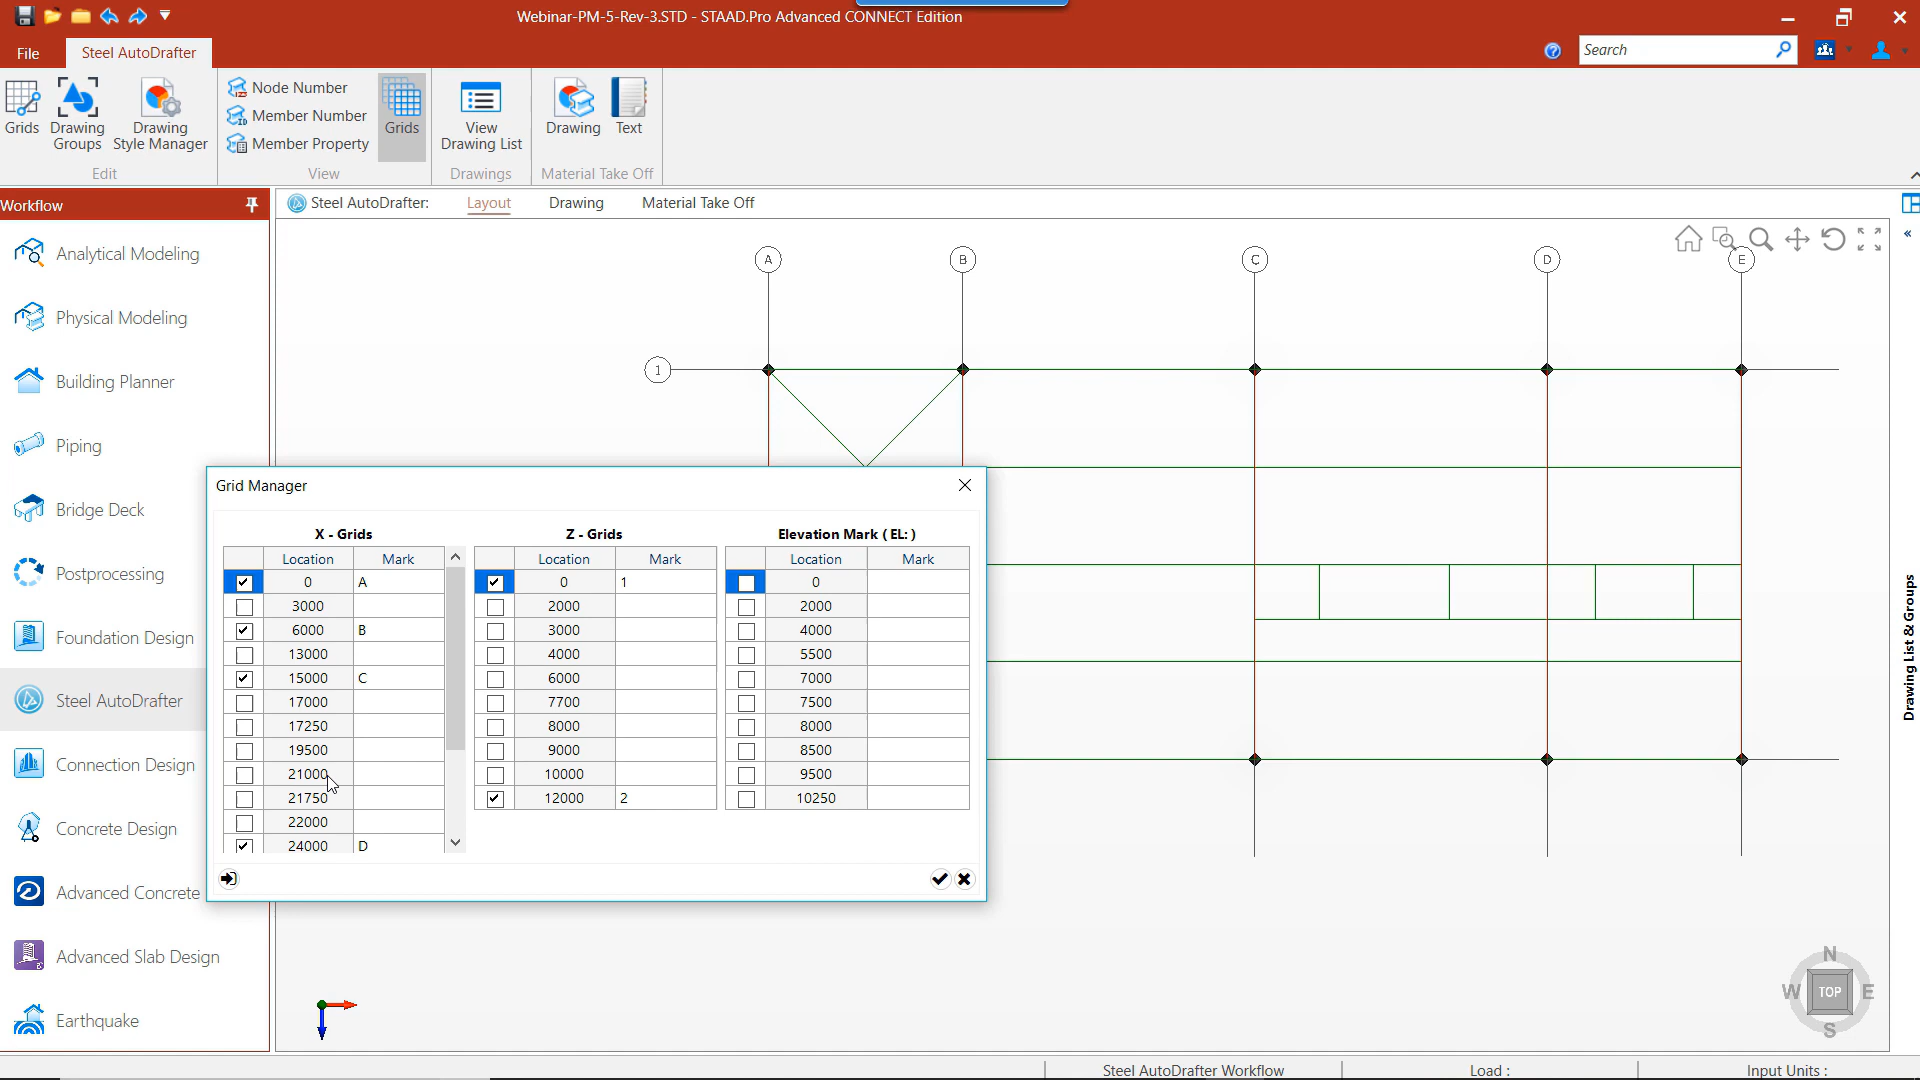 Webinar-PM-5-Rev-3.STD - STAAD.Pro Advanced CONNECT Edition
File
Steel AutoDrafter
Search
Grids
Drawing
Groups
Drawing
Style Manager
Edit
Node Number
Member Number
Member Property
Grids
View
View
Drawing List
Drawings
Drawing
Text
Material Take Off
Workflow
Steel AutoDrafter:
Layout
Drawing
Material Take Off
Analytical Modeling
Physical Modeling
Building Planner
Piping
Bridge Deck
Postprocessing
Foundation Design
Steel AutoDrafter
Connection Design
Concrete Design
Advanced Concrete
Advanced Slab Design
Earthquake
A
B
C
D
E
1
Grid Manager
X - Grids
Location Mark
0 A
3000
6000 B
13000
15000 C
17000
17250
19500
21000
21750
22000
24000 D
Z - Grids
Location Mark
0 1
2000
3000
4000
6000
7700
8000
9000
10000
12000 2
Elevation Mark ( EL: )
Location Mark
0
2000
4000
5500
7000
7500
8000
8500
9500
10250
Drawing List & Groups
N
W
TOP
E
S
Steel AutoDrafter Workflow
Load :
Input Units :